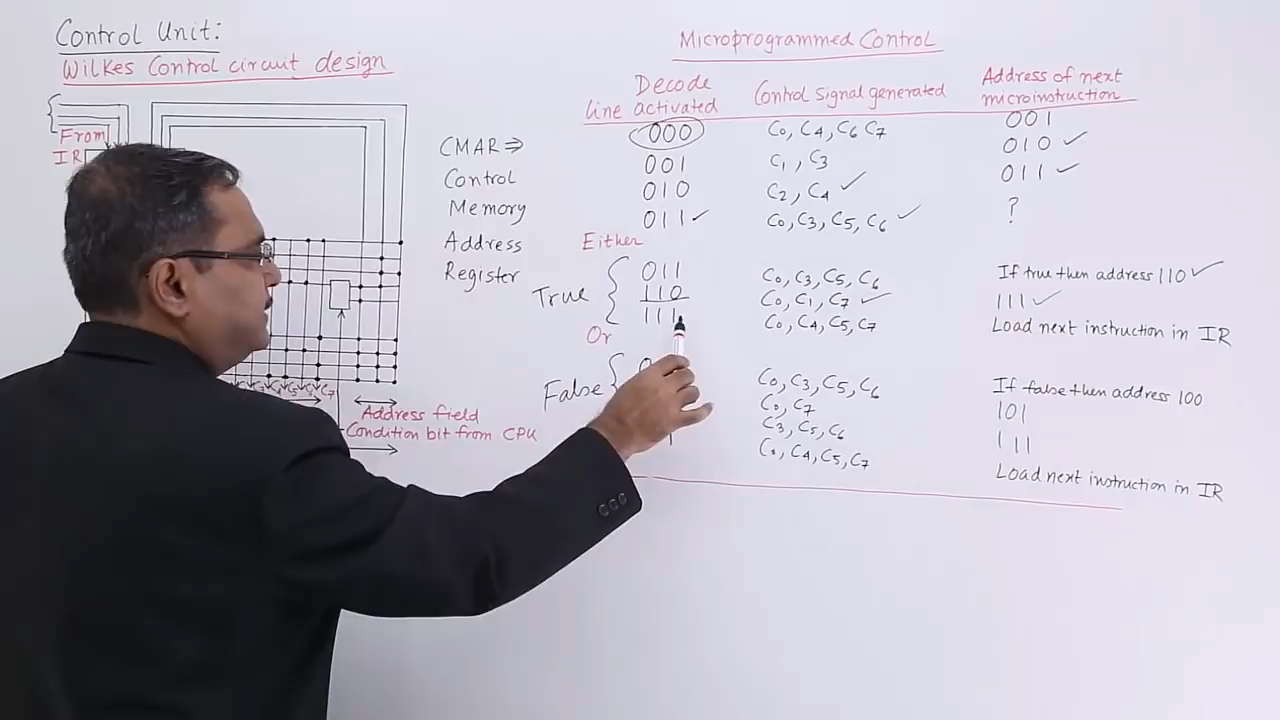 Control Unit:
Wilkes Control circuit design
From
IR
C5 C6 C7
Address field
Condition bit from CPU
CMAR ⇒
Control
Memory
Address
Register
Microprogrammed Control
Decode line activated
Control signal generated
Address of next microinstruction
000 C0, C4, C6 C7 001
001 C1, C3 010 ✓
010 C2, C4 ✓ 011 ✓
011 ✓ C0, C3, C5, C6 ✓ ?
Either
True
011 C0, C3, C5, C6 If true then address 110 ✓
110 C0, C1, C7 ✓ 111 ✓
111 C0, C4, C5, C7 Load next instruction in IR
Or
False
C0, C3, C5, C6 If false then address 100
C0, C7 101
C3, C5, C6 111
C0, C4, C5, C7 Load next instruction in IR